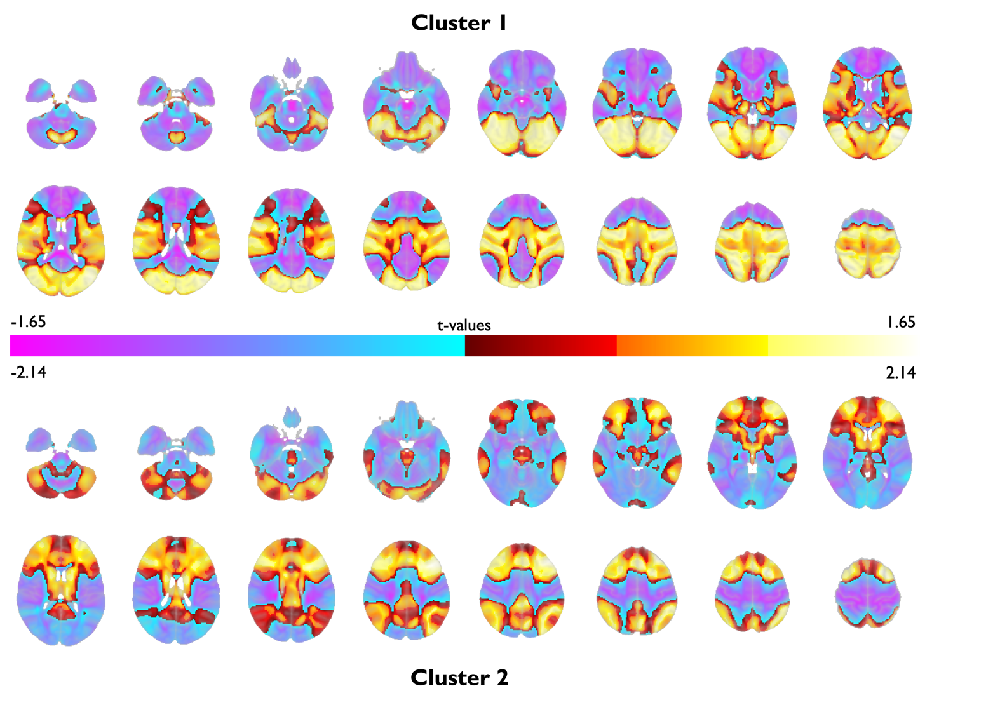 Cluster 1
-1.65
t-values
1.65
-2.14
2.14
Cluster 2